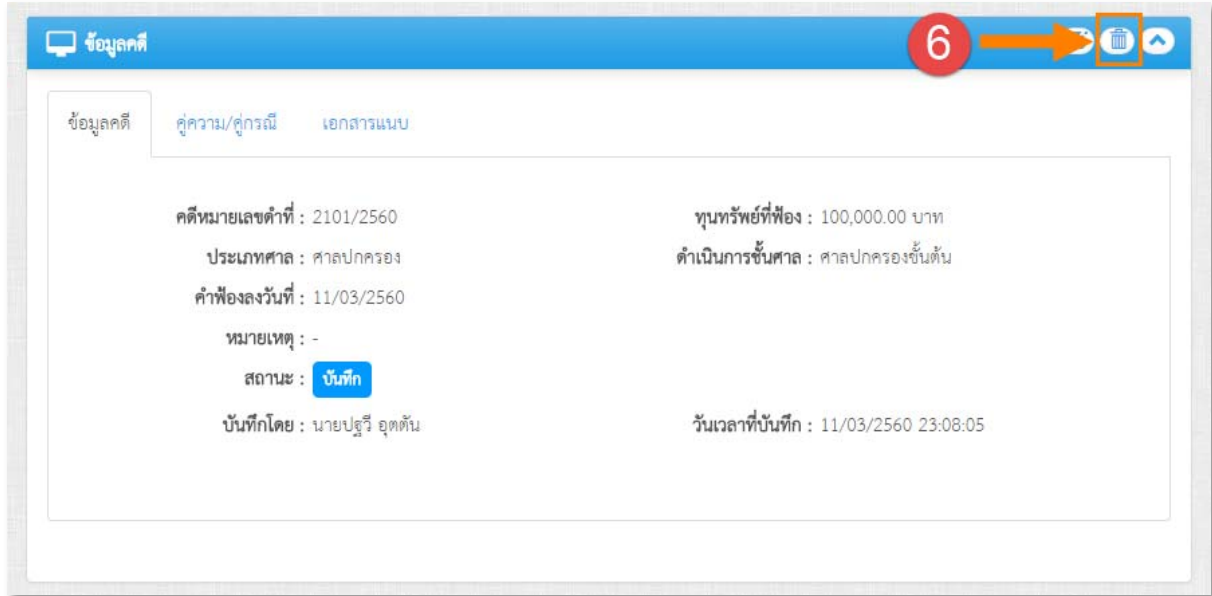 ข้อมูลคดี
6
ข้อมูลคดี คู่ความ/คู่กรณี เอกสารแนบ
คดีหมายเลขดำที่ : 2101/2560 ทุนทรัพย์ที่ฟ้อง : 100,000.00 บาท
ประเภทศาล : ศาลปกครอง ดำเนินการชั้นศาล : ศาลปกครองชั้นต้น
คำฟ้องลงวันที่ : 11/03/2560
หมายเหตุ : -
สถานะ : บันทึก
บันทึกโดย : นายปฐวี อุตตัน วันเวลาที่บันทึก : 11/03/2560 23:08:05